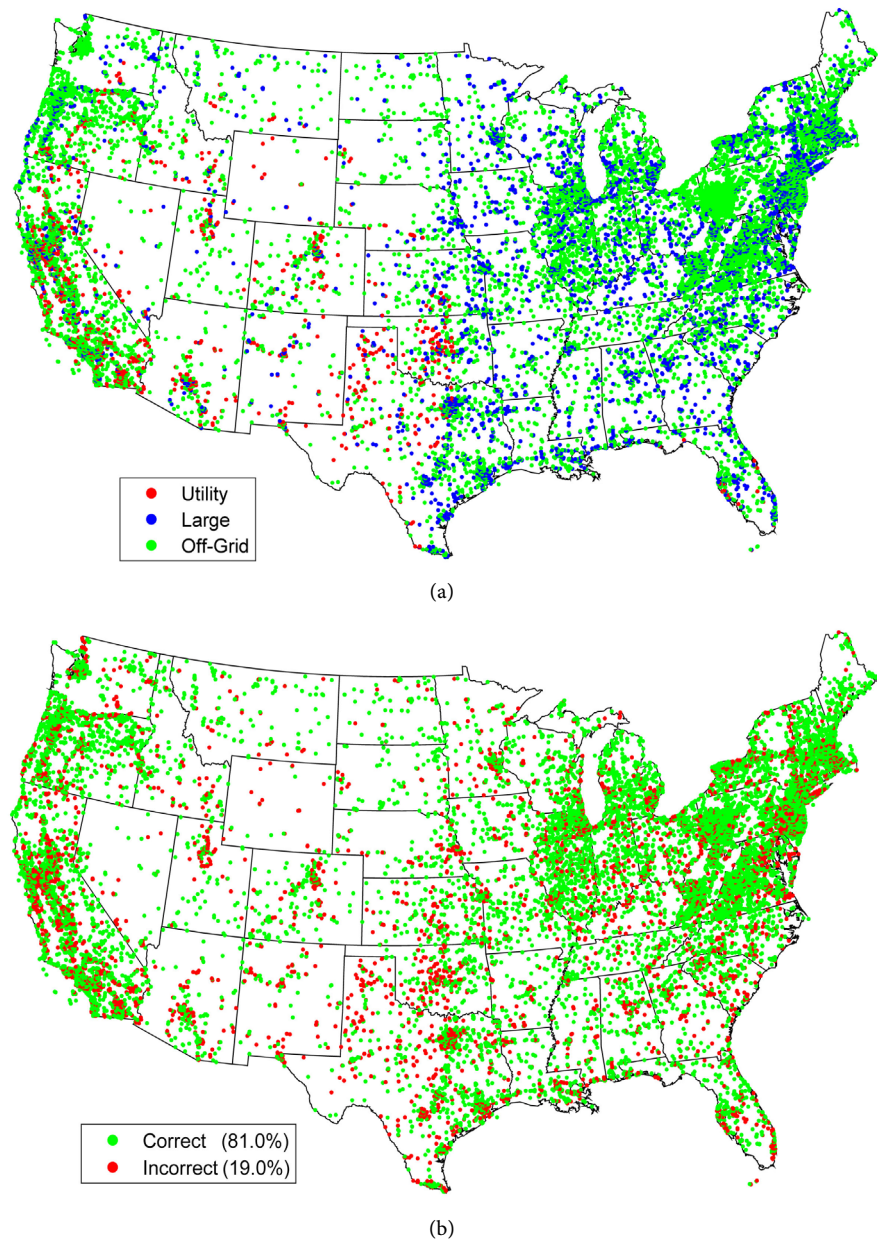 Utility
Large
Off-Grid
(a)
Correct (81.0%)
Incorrect (19.0%)
(b)